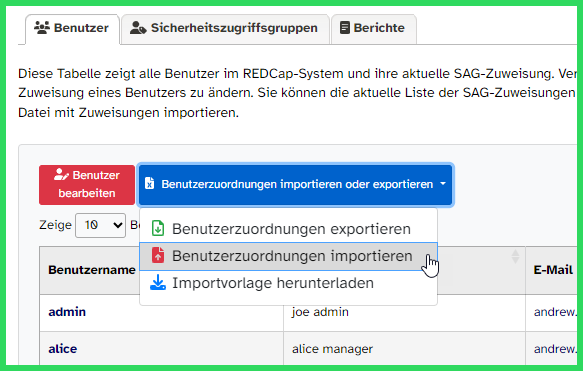 Benutzer Sicherheitszugriffsgruppen Berichte
Diese Tabelle zeigt alle Benutzer im REDCap-System und ihre aktuelle SAG-Zuweisung.
Zuweisung eines Benutzers zu ändern. Sie können die aktuelle Liste der SAG-Zuweisungen
Datei mit Zuweisungen importieren.
Benutzer
bearbeiten
Benutzerzuordnungen importieren oder exportieren
Zeige 10
Benutzerzuordnungen exportieren
Benutzerzuordnungen importieren
Importvorlage herunterladen
Benutzername E-Mail
admin joe admin andrew.
alice alice manager andrew.